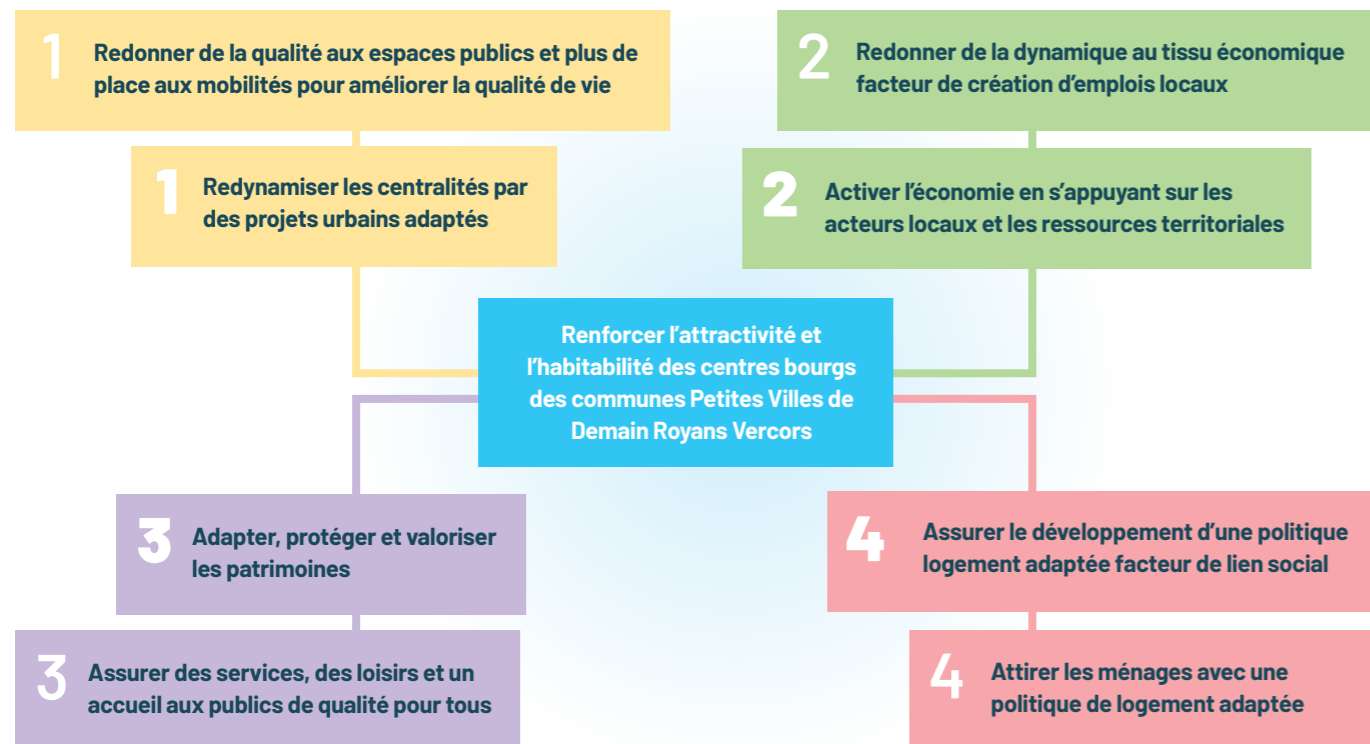 1
Redonner de la qualité aux espaces publics et plus de
place aux mobilités pour améliorer la qualité de vie
2
Redonner de la dynamique au tissu économique
facteur de création d'emplois locaux
1
Redynamiser les centralités par
des projets urbains adaptés
2
Activer l'économie en s'appuyant sur les
acteurs locaux et les ressources territoriales
Renforcer l'attractivité et
l'habitabilité des centres bourgs
des communes Petites Villes de
Demain Royans Vercors
3
Adapter, protéger et valoriser
les patrimoines
4
Assurer le développement d'une politique
logement adaptée facteur de lien social
3
Assurer des services, des loisirs et un
accueil aux publics de qualité pour tous
4
Attirer les ménages avec une
politique de logement adaptée